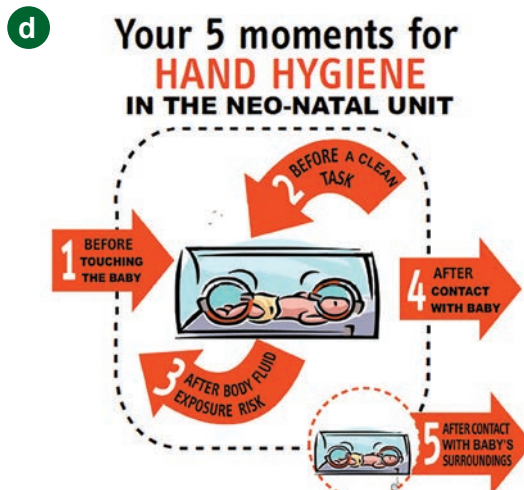 d
Your 5 moments for
HAND HYGIENE
IN THE NEO-NATAL UNIT
1 BEFORE
TOUCHING
THE BABY
2 BEFORE A CLEAN
TASK
3 AFTER BODY FLUID
EXPOSURE RISK
4 AFTER
CONTACT
WITH BABY
5 AFTER CONTACT
WITH BABY'S
SURROUNDINGS